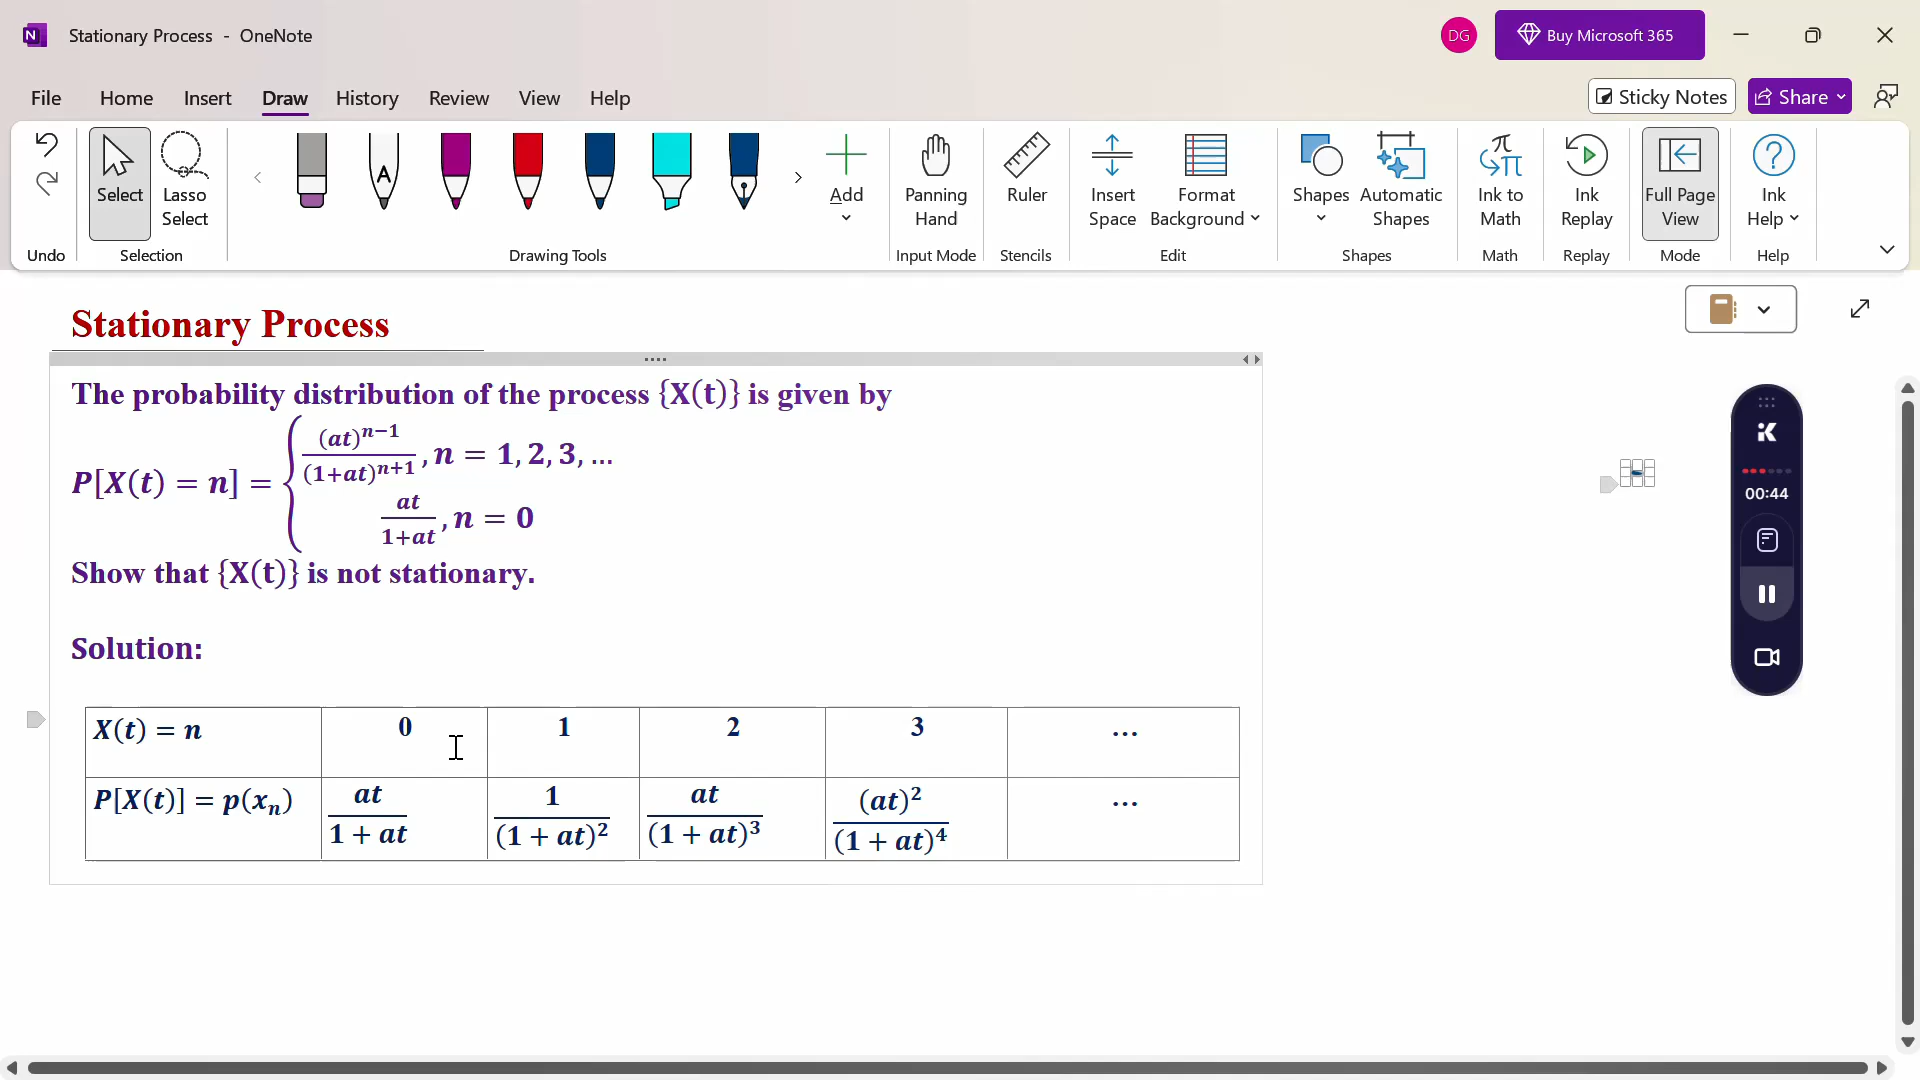 Stationary Process - OneNote
DG
Buy Microsoft 365
File Home Insert Draw History Review View Help
Sticky Notes
Share
Undo
Select
Lasso Select
Selection
A
Drawing Tools
Add
Panning Hand
Input Mode
Ruler
Stencils
Insert Space
Format Background
Edit
Shapes
Automatic Shapes
Shapes
Ink to Math
Math
Ink Replay
Replay
Full Page View
Mode
Ink Help
Help
Stationary Process
The probability distribution of the process {X(t)} is given by
P[X(t) = n] = { (at)^{n−1} / (1+at)^{n+1}, n = 1, 2, 3, …
at / 1+at, n = 0
Show that {X(t)} is not stationary.
Solution:
X(t) = n 0 1 2 3 …
P[X(t)] = p(x_n) at / 1 + at 1 / (1 + at)² at / (1 + at)³ (at)² / (1 + at)⁴ …
00:44